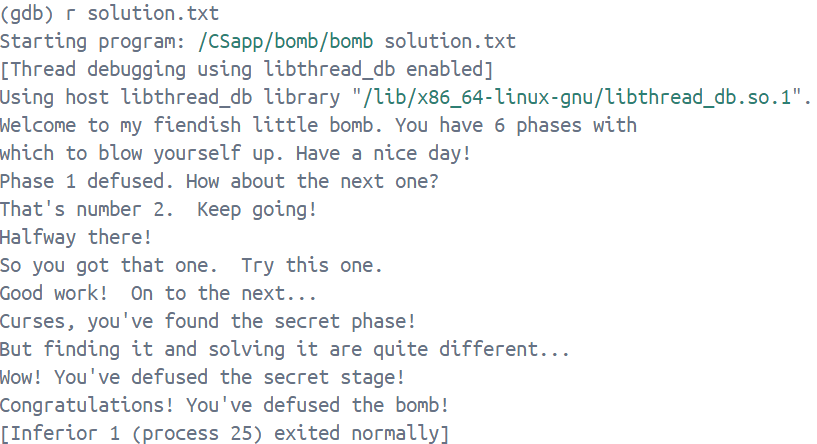 (gdb) r solution.txt
Starting program: /CSapp/bomb/bomb solution.txt
[Thread debugging using libthread_db enabled]
Using host libthread_db library "/lib/x86_64-linux-gnu/libthread_db.so.1".
Welcome to my fiendish little bomb. You have 6 phases with
which to blow yourself up. Have a nice day!
Phase 1 defused. How about the next one?
That's number 2.  Keep going!
Halfway there!
So you got that one.  Try this one.
Good work!  On to the next...
Curses, you've found the secret phase!
But finding it and solving it are quite different...
Wow! You've defused the secret stage!
Congratulations! You've defused the bomb!
[Inferior 1 (process 25) exited normally]